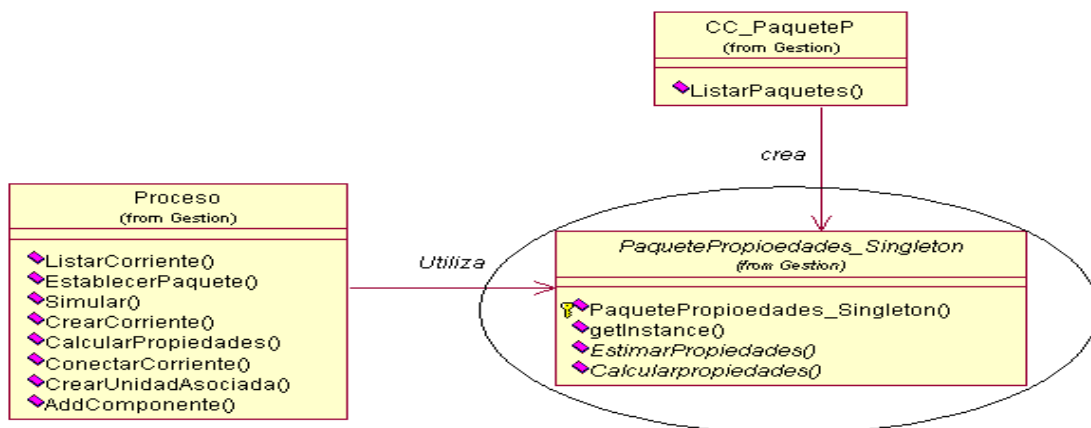 CC_PaqueteP
(from Gestion)
ListarPaquetes()
crea
Proceso
(from Gestion)
ListarCorriente()
EstablecerPaquete()
Simular()
CrearCorriente()
CalcularPropiedades()
ConectarCorriente()
CrearUnidadAsociada()
AddComponente()
Utiliza
PaquetePropioedades_Singleton
(from Gestion)
PaquetePropioedades_Singleton()
getInstance()
EstimarPropiedades()
Calcularpropiedades()